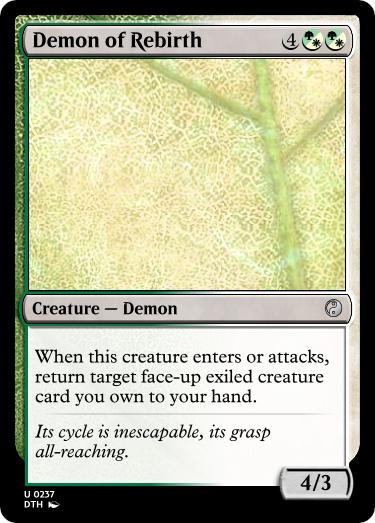 Demon of Rebirth 4
Creature — Demon
When this creature enters or attacks,
return target face-up exiled creature
card you own to your hand.
Its cycle is inescapable, its grasp
all-reaching.
4/3
U 0237
DTH